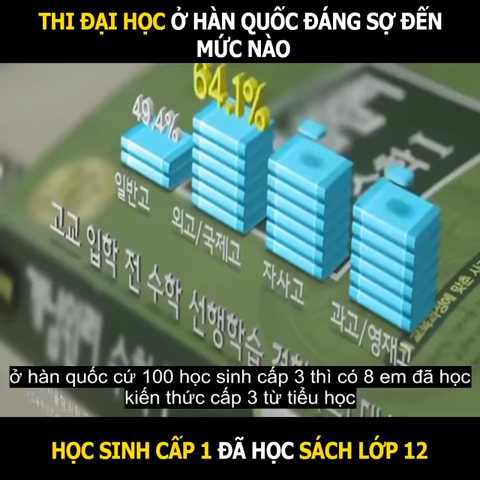 THI ĐẠI HỌC Ở HÀN QUỐC ĐÁNG SỢ ĐẾN
MỨC NÀO
64.1%
49.4%
일반고
외고/국제고
자사고
과고/영재고
고교 입학 전 수학 선행학습
ở hàn quốc cứ 100 học sinh cấp 3 thì có 8 em đã học
kiến thức cấp 3 từ tiểu học
HỌC SINH CẤP 1 ĐÃ HỌC SÁCH LỚP 12